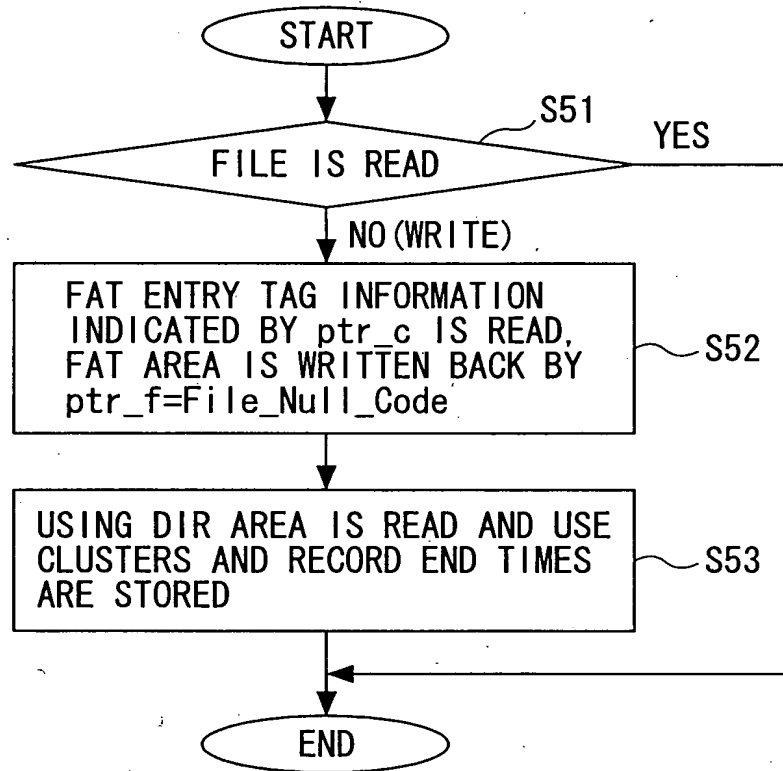 START
S51
YES
FILE IS READ
NO(WRITE)
FAT ENTRY TAG INFORMATION
INDICATED BY ptr_c IS READ,
FAT AREA IS WRITTEN BACK BY
ptr_f=File_Null_Code
S52
USING DIR AREA IS READ AND USE
CLUSTERS AND RECORD END TIMES
ARE STORED
S53
END